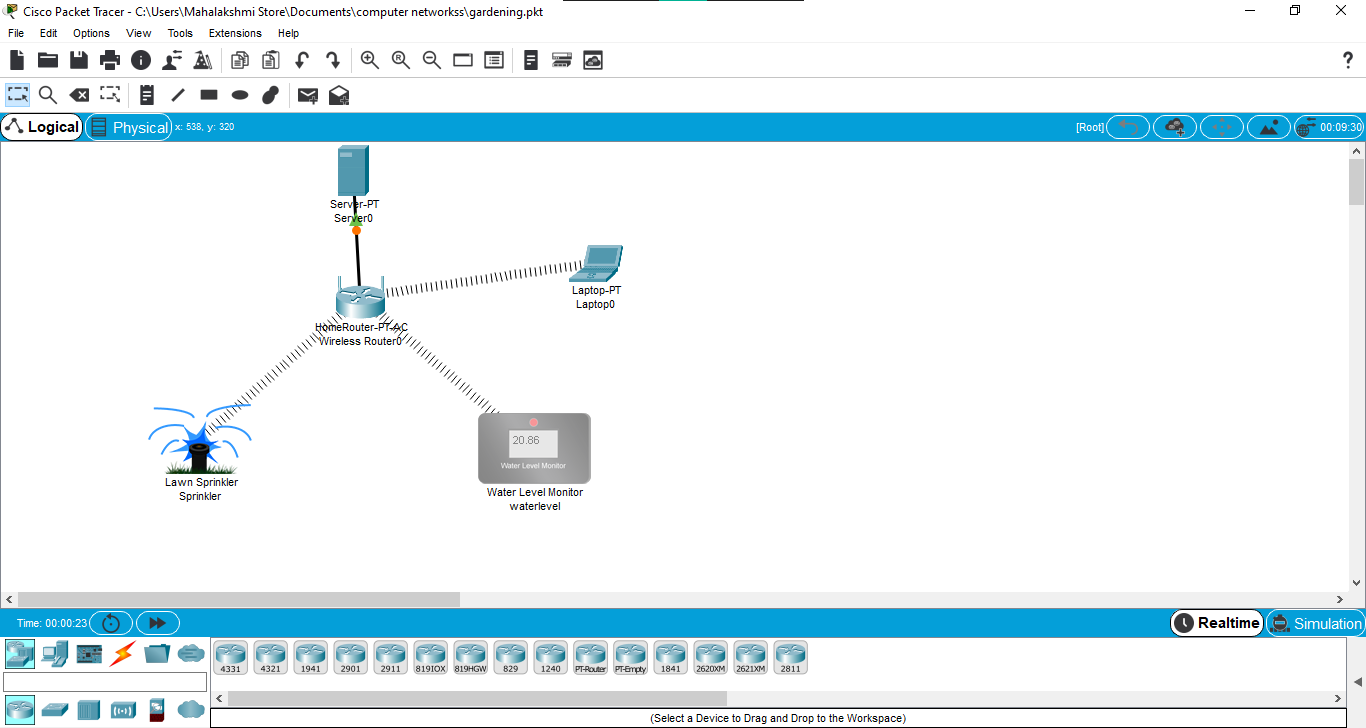 Cisco Packet Tracer - C:\Users\Mahalakshmi Store\Documents\computer networkss\gardening.pkt
File Edit Options View Tools Extensions Help
Logical Physical x: 538, y: 320 [Root] 00:09:30
Server-PT
Server0
Laptop-PT
Laptop0
HomeRouter-PT-AC
Wireless Router0
20.86
Water Level Monitor
Lawn Sprinkler
Sprinkler
Water Level Monitor
waterlevel
Time: 00:00:23 Realtime Simulation
4331 4321 1941 2901 2911 819IOX 819HGW 829 1240 PT-Router PT-Empty 1841 2620XM 2621XM 2811
(Select a Device to Drag and Drop to the Workspace)